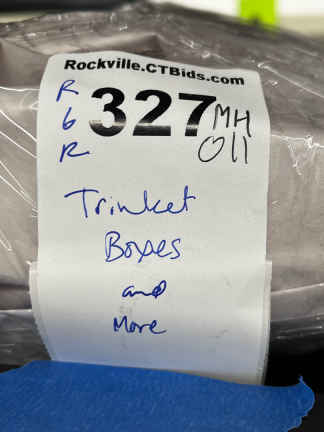 Rockville.CTBids.com
R 327 MH
6 011
R
Trinket
Boxes
and
More